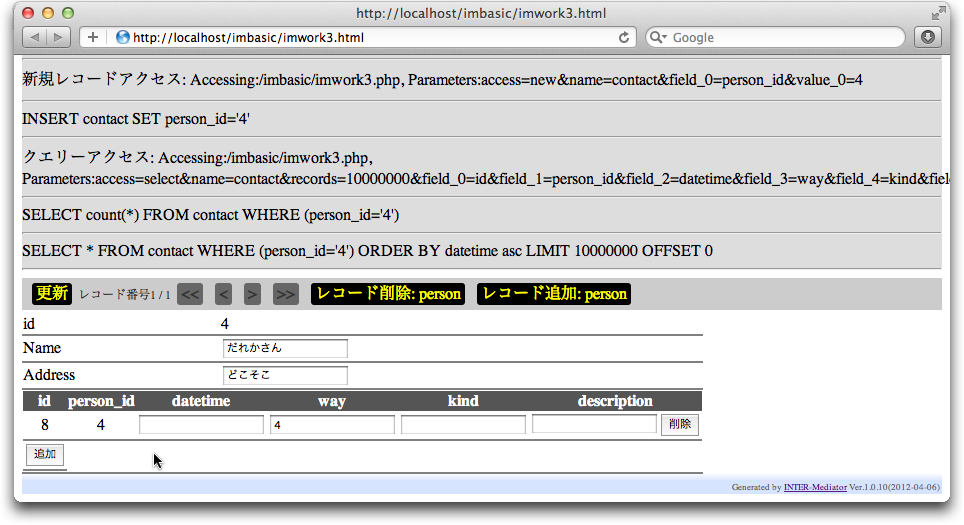 http://localhost/imbasic/imwork3.html
http://localhost/imbasic/imwork3.html
Google
新規レコードアクセス: Accessing:/imbasic/imwork3.php, Parameters:access=new&name=contact&field_0=person_id&value_0=4
INSERT contact SET person_id='4'
クエリーアクセス: Accessing:/imbasic/imwork3.php,
Parameters:access=select&name=contact&records=10000000&field_0=id&field_1=person_id&field_2=datetime&field_3=way&field_4=kind&fiel
SELECT count(*) FROM contact WHERE (person_id='4')
SELECT * FROM contact WHERE (person_id='4') ORDER BY datetime asc LIMIT 10000000 OFFSET 0
更新 レコード番号1 / 1 << < > >> レコード削除: person レコード追加: person
id 4
Name だれかさん
Address どこそこ
id person_id datetime way kind description
8 4 4 削除
追加
Generated by INTER-Mediator Ver.1.0.10(2012-04-06)